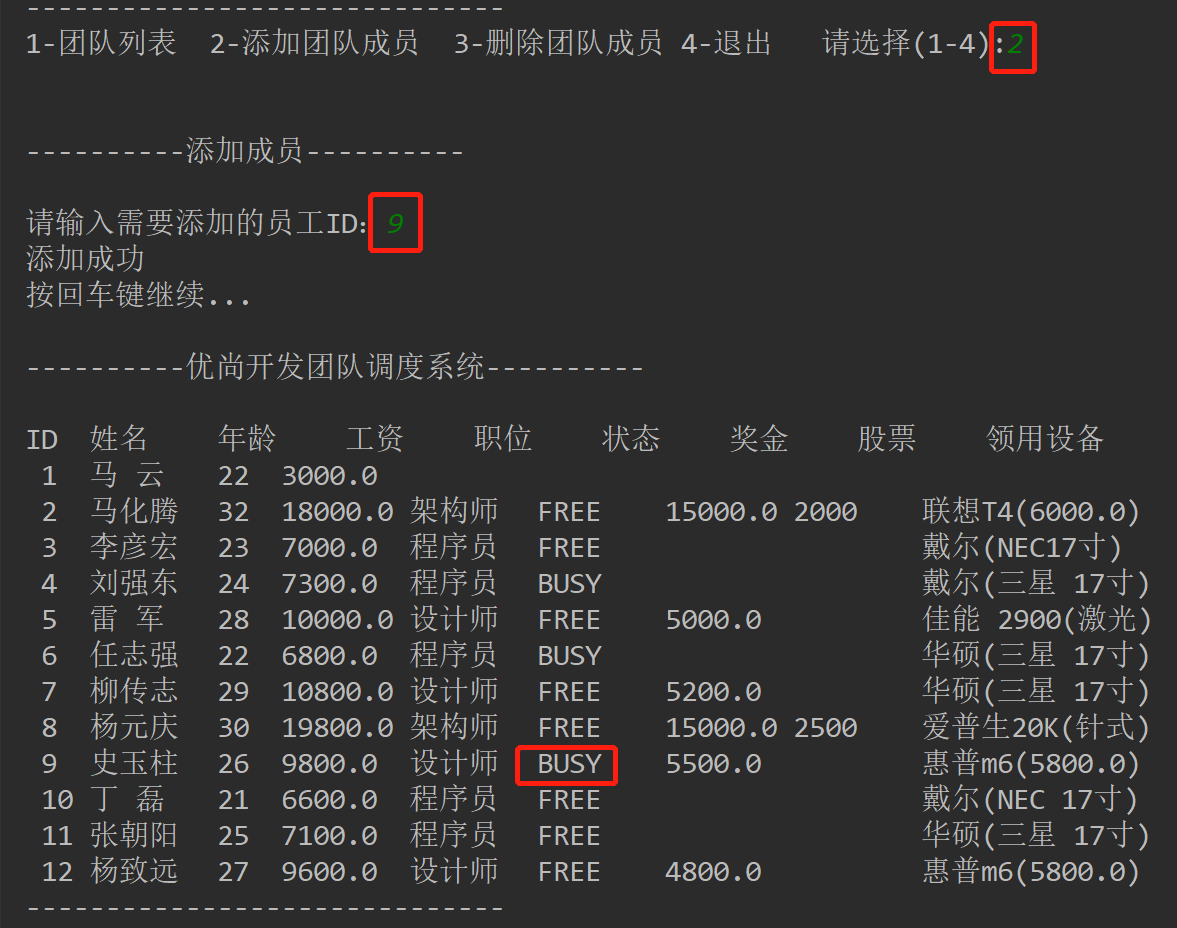 ------------------------------
1-团队列表  2-添加团队成员  3-删除团队成员 4-退出   请选择(1-4):2
----------添加成员----------
请输入需要添加的员工ID: 9
添加成功
按回车键继续...
----------优尚开发团队调度系统----------
ID  姓名    年龄    工资    职位    状态    奖金    股票    领用设备
1  马 云   22  3000.0
2  马化腾  32  18000.0 架构师  FREE    15000.0 2000    联想T4(6000.0)
3  李彦宏  23  7000.0  程序员  FREE                    戴尔(NEC17寸)
4  刘强东  24  7300.0  程序员  BUSY                    戴尔(三星 17寸)
5  雷 军   28  10000.0 设计师  FREE    5000.0          佳能 2900(激光)
6  任志强  22  6800.0  程序员  BUSY                    华硕(三星 17寸)
7  柳传志  29  10800.0 设计师  FREE    5200.0          华硕(三星 17寸)
8  杨元庆  30  19800.0 架构师  FREE    15000.0 2500    爱普生20K(针式)
9  史玉柱  26  9800.0  设计师  BUSY    5500.0          惠普m6(5800.0)
10 丁 磊   21  6600.0  程序员  FREE                    戴尔(NEC 17寸)
11 张朝阳  25  7100.0  程序员  FREE                    华硕(三星 17寸)
12 杨致远  27  9600.0  设计师  FREE    4800.0          惠普m6(5800.0)
------------------------------